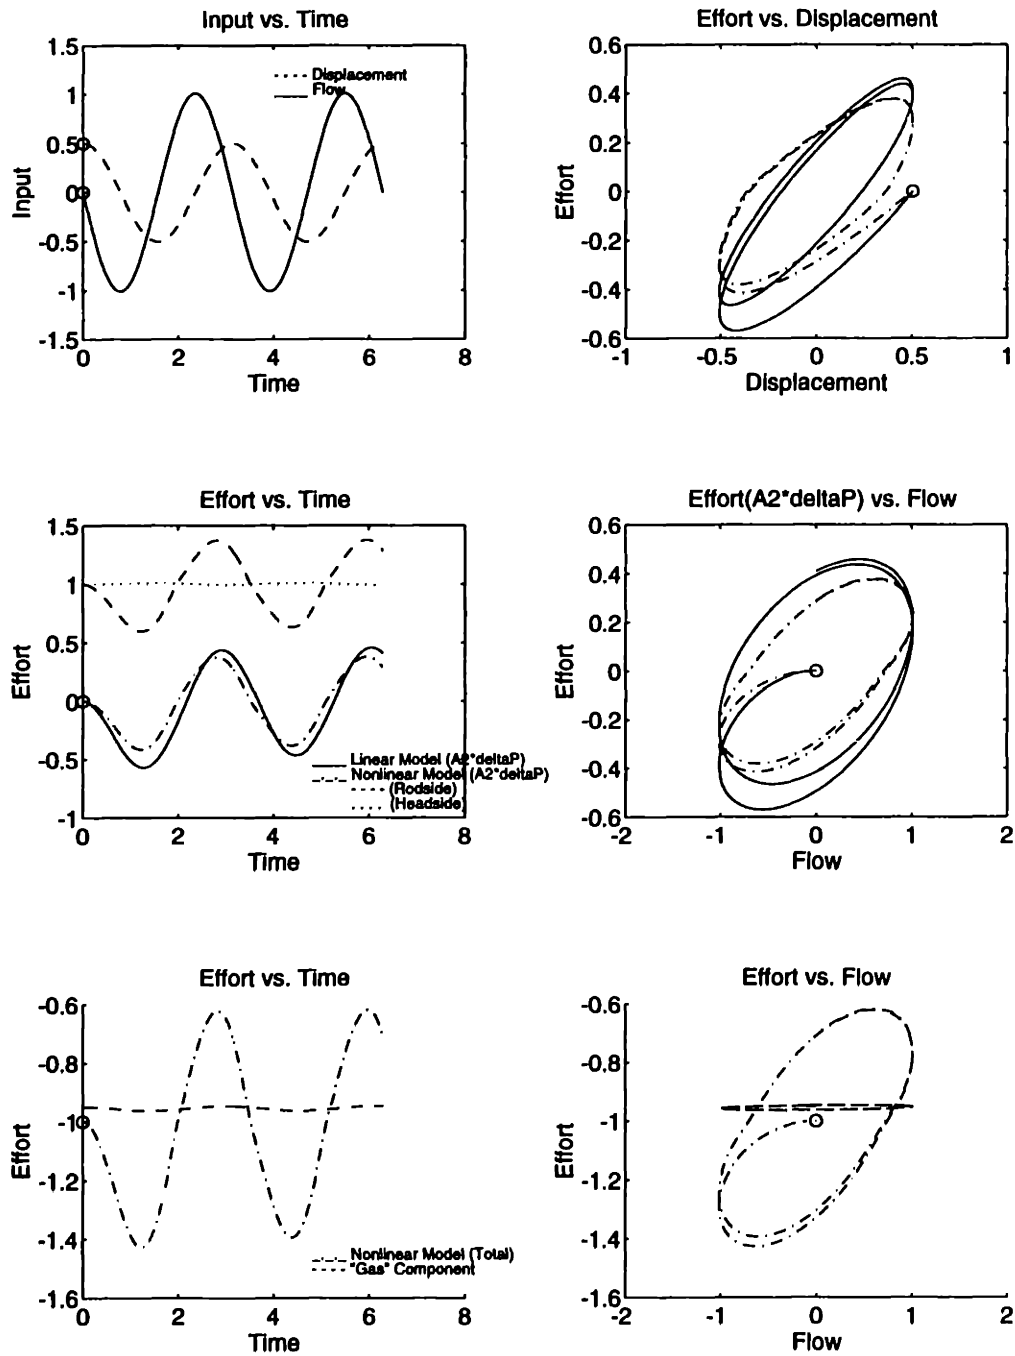 Input vs. Time
1.5
1
0.5
0
-0.5
-1
-1.5
Input
Displacement
Flow
0 2 4 6 8
Time
Effort vs. Displacement
0.6
0.4
0.2
0
-0.2
-0.4
-0.6
Effort
-1 -0.5 0 0.5 1
Displacement
Effort vs. Time
1.5
1
0.5
0
-0.5
-1
Effort
Linear Model (A2*deltaP)
Nonlinear Model (A2*deltaP)
(Rodside)
(Headside)
0 2 4 6 8
Time
Effort(A2*deltaP) vs. Flow
0.6
0.4
0.2
0
-0.2
-0.4
-0.6
Effort
-2 -1 0 1 2
Flow
Effort vs. Time
-0.6
-0.8
-1
-1.2
-1.4
-1.6
Effort
Nonlinear Model (Total)
"Gas" Component
0 2 4 6 8
Time
Effort vs. Flow
-0.6
-0.8
-1
-1.2
-1.4
-1.6
Effort
-2 -1 0 1 2
Flow